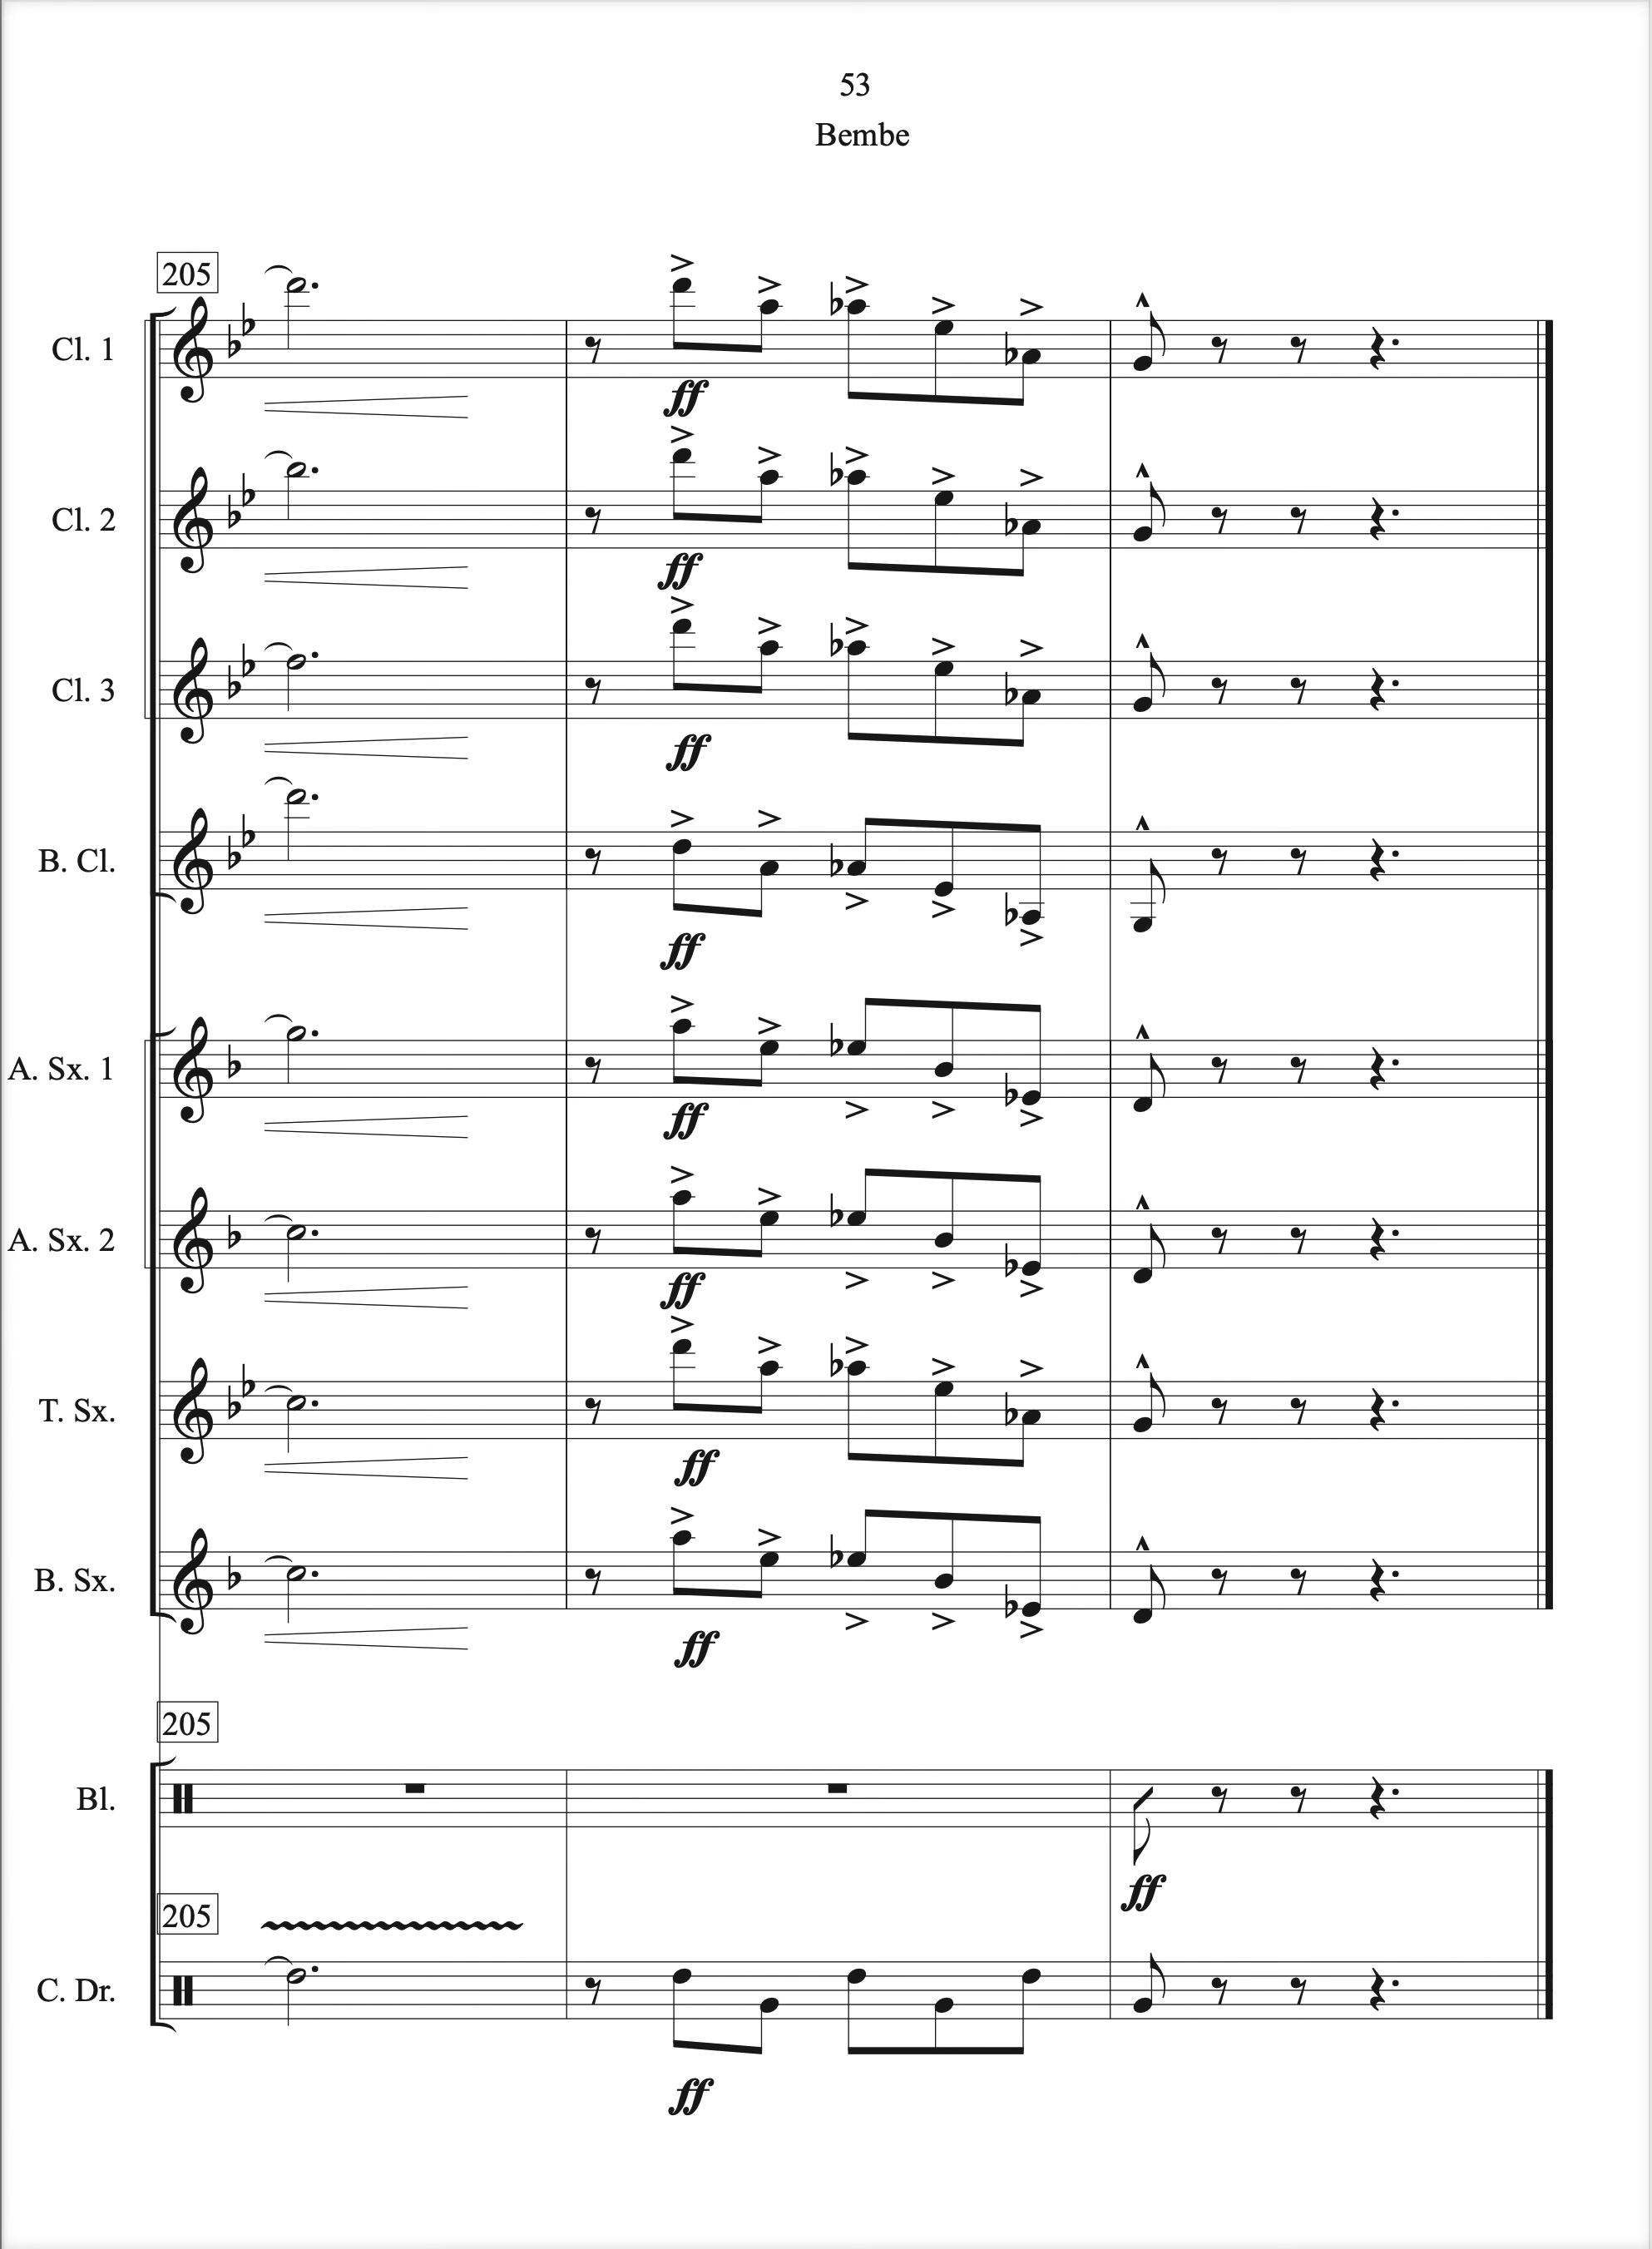 53
Bembe
205
Cl. 1
ff
Cl. 2
ff
Cl. 3
ff
B. Cl.
ff
A. Sx. 1
ff
A. Sx. 2
ff
T. Sx.
ff
B. Sx.
ff
205
Bl.
ff
205
C. Dr.
ff